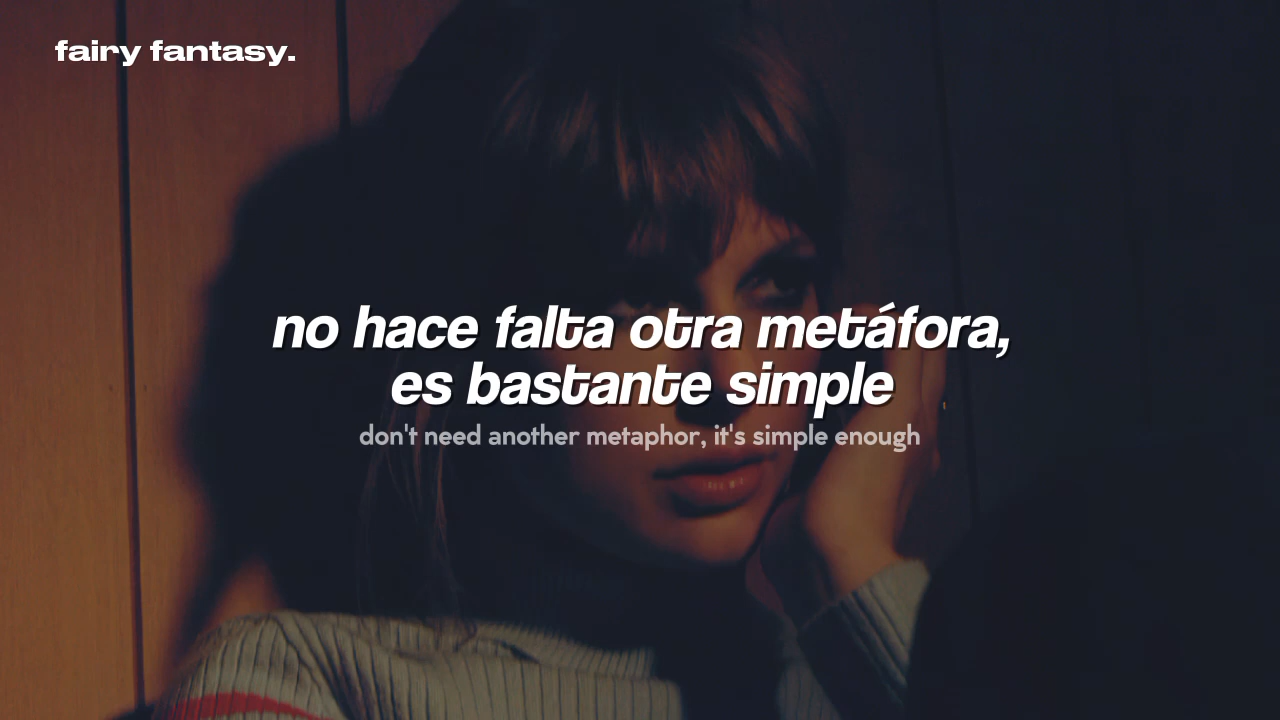 fairy fantasy.
no hace falta otra metáfora,
es bastante simple
don't need another metaphor, it's simple enough